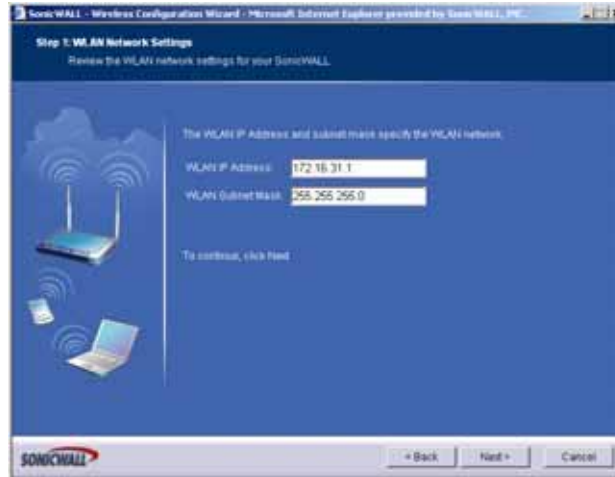 SonicWALL - Wireless Configuration Wizard - Microsoft Internet Explorer provided by SonicWALL, INC.
Step 1: WLAN Network Settings
Review the WLAN network settings for your SonicWALL
The WLAN IP Address and subnet mask specify the WLAN network.
WLAN IP Address: 172.16.31.1
WLAN Subnet Mask: 255.255.255.0
To continue, click Next
SONICWALL
< Back Next > Cancel